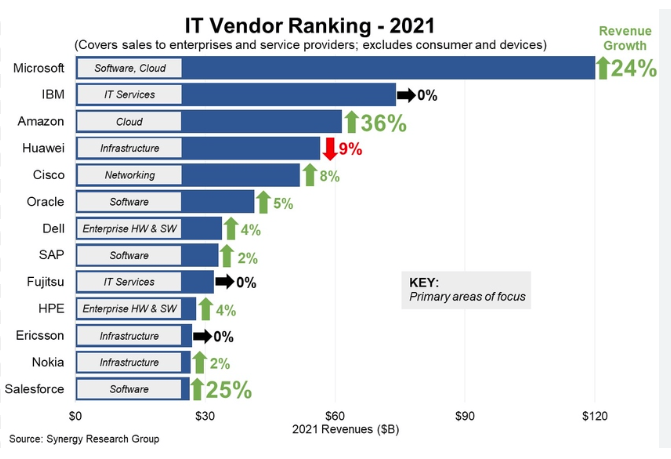 IT Vendor Ranking - 2021
(Covers sales to enterprises and service providers; excludes consumer and devices)
Revenue
Growth
Microsoft Software, Cloud 24%
IBM IT Services 0%
Amazon Cloud 36%
Huawei Infrastructure 9%
Cisco Networking 8%
Oracle Software 5%
Dell Enterprise HW & SW 4%
SAP Software 2%
Fujitsu IT Services 0%
HPE Enterprise HW & SW 4%
Ericsson Infrastructure 0%
Nokia Infrastructure 2%
Salesforce Software 25%
KEY:
Primary areas of focus
$0 $30 $60 $90 $120
2021 Revenues ($B)
Source: Synergy Research Group